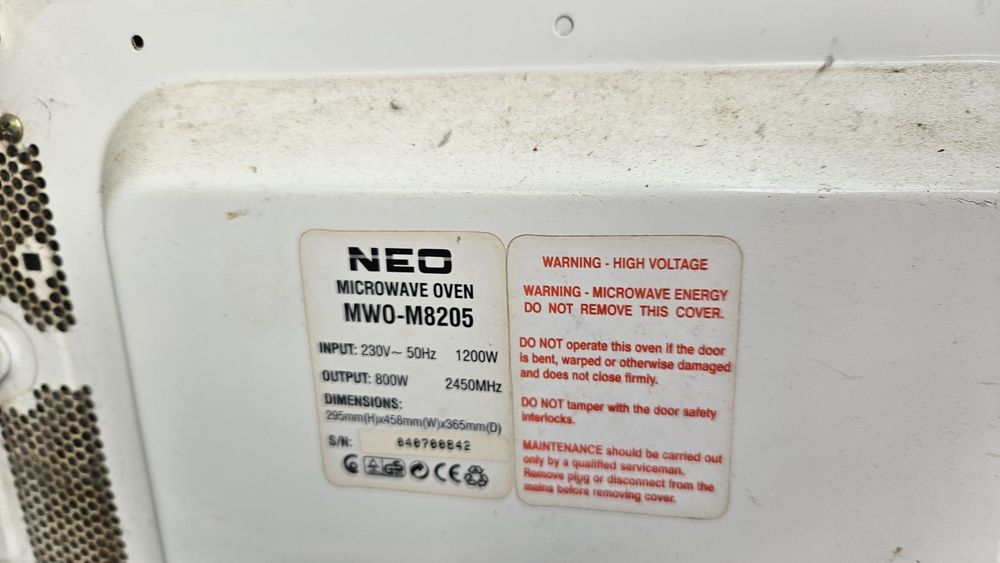 NEO
MICROWAVE OVEN
MWO-M8205
INPUT: 230V~ 50Hz 1200W
OUTPUT: 800W 2450MHz
DIMENSIONS:
295mm(H)x458mm(W)x365mm(D)
S/N: 040700842
GS
CE
WARNING - HIGH VOLTAGE
WARNING - MICROWAVE ENERGY
DO NOT REMOVE THIS COVER.
DO NOT operate this oven if the door
is bent, warped or otherwise damaged
and does not close firmly.
DO NOT tamper with the door safety
interlocks.
MAINTENANCE should be carried out
only by a qualified serviceman.
Remove plug or disconnect from the
mains before removing cover.